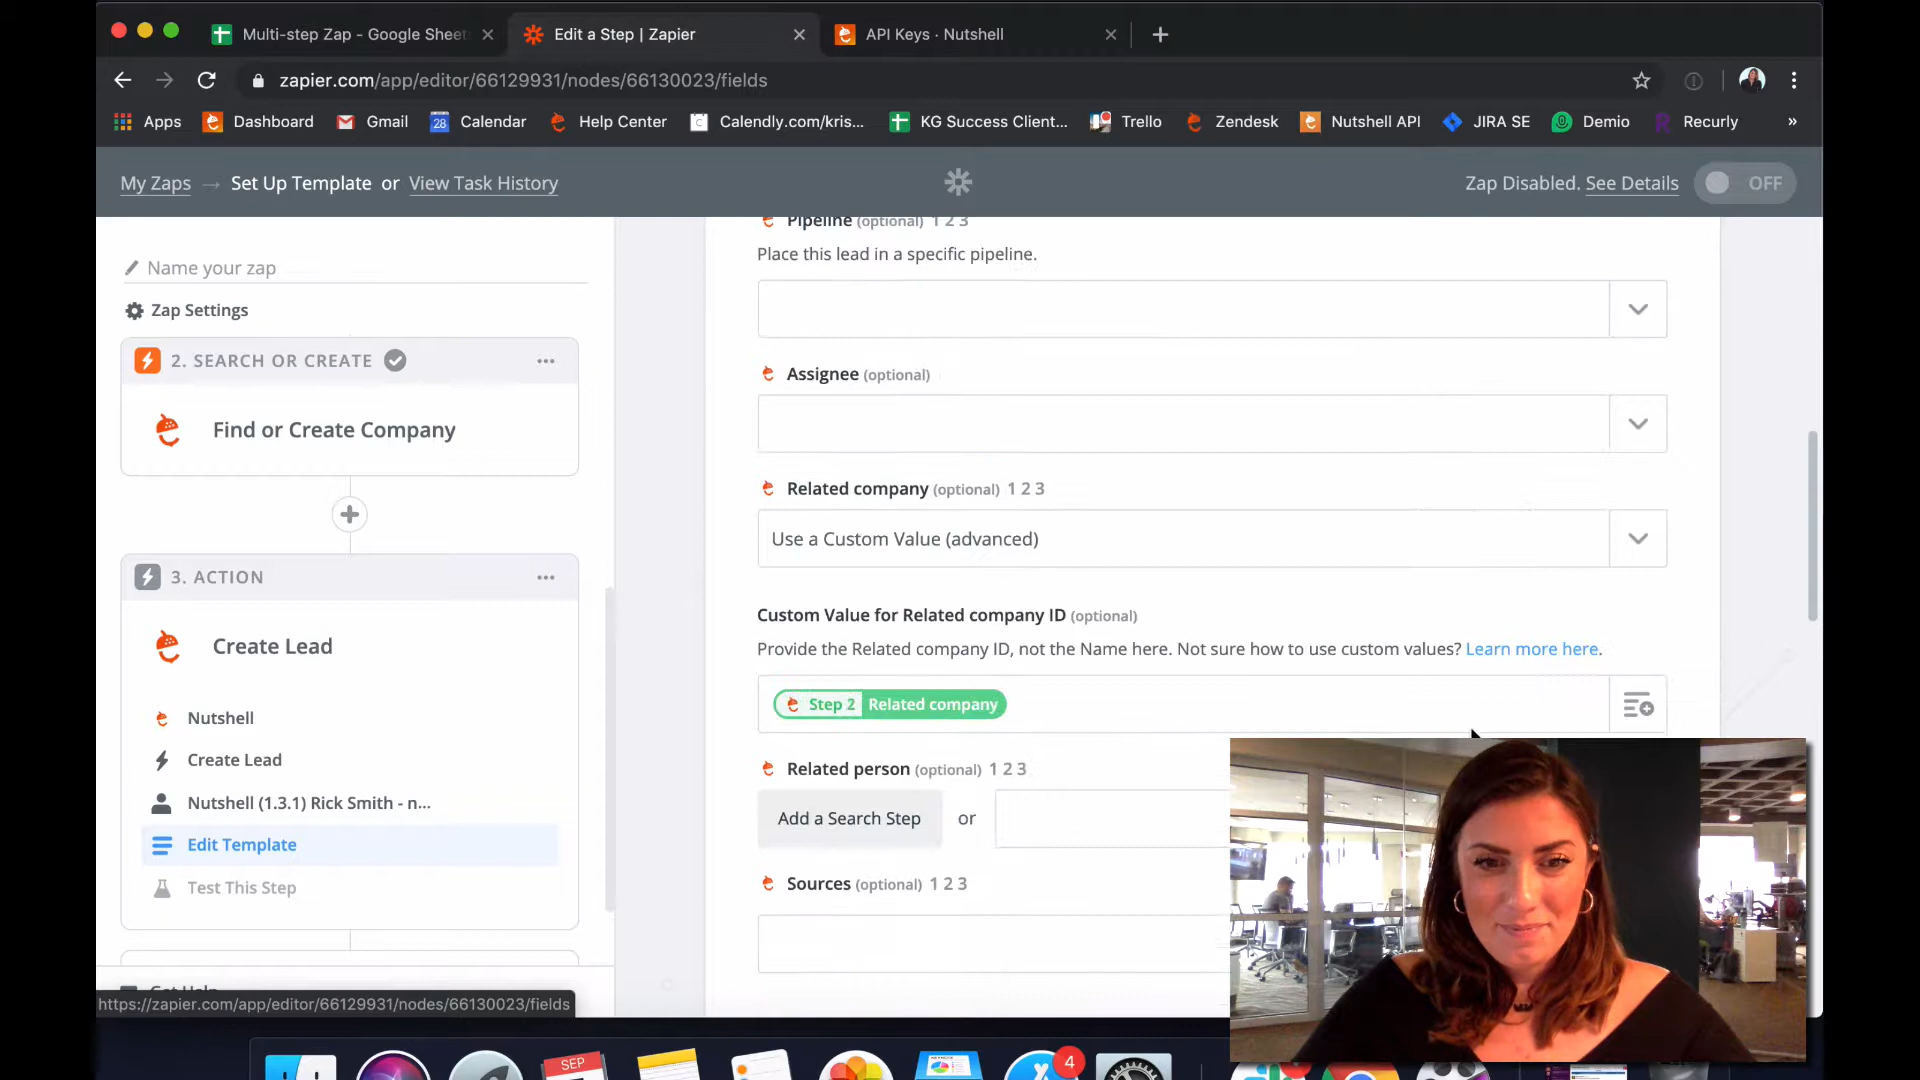 Multi-step Zap - Google Sheet
Edit a Step | Zapier
API Keys · Nutshell
zapier.com/app/editor/66129931/nodes/66130023/fields
Apps
Dashboard
Gmail
28
Calendar
Help Center
Calendly.com/kris...
KG Success Client...
Trello
Zendesk
Nutshell API
JIRA SE
Demio
Recurly
»
My Zaps → Set Up Template or View Task History
Zap Disabled. See Details
OFF
Name your zap
Zap Settings
2. SEARCH OR CREATE
Find or Create Company
3. ACTION
Create Lead
Nutshell
Create Lead
Nutshell (1.3.1) Rick Smith - n...
Edit Template
Test This Step
Get Help
https://zapier.com/app/editor/66129931/nodes/66130023/fields
Pipeline (optional) 1 2 3
Place this lead in a specific pipeline.
Assignee (optional)
Related company (optional) 1 2 3
Use a Custom Value (advanced)
Custom Value for Related company ID (optional)
Provide the Related company ID, not the Name here. Not sure how to use custom values? Learn more here.
Step 2 Related company
Related person (optional) 1 2 3
Add a Search Step or
Sources (optional) 1 2 3
SEP
4